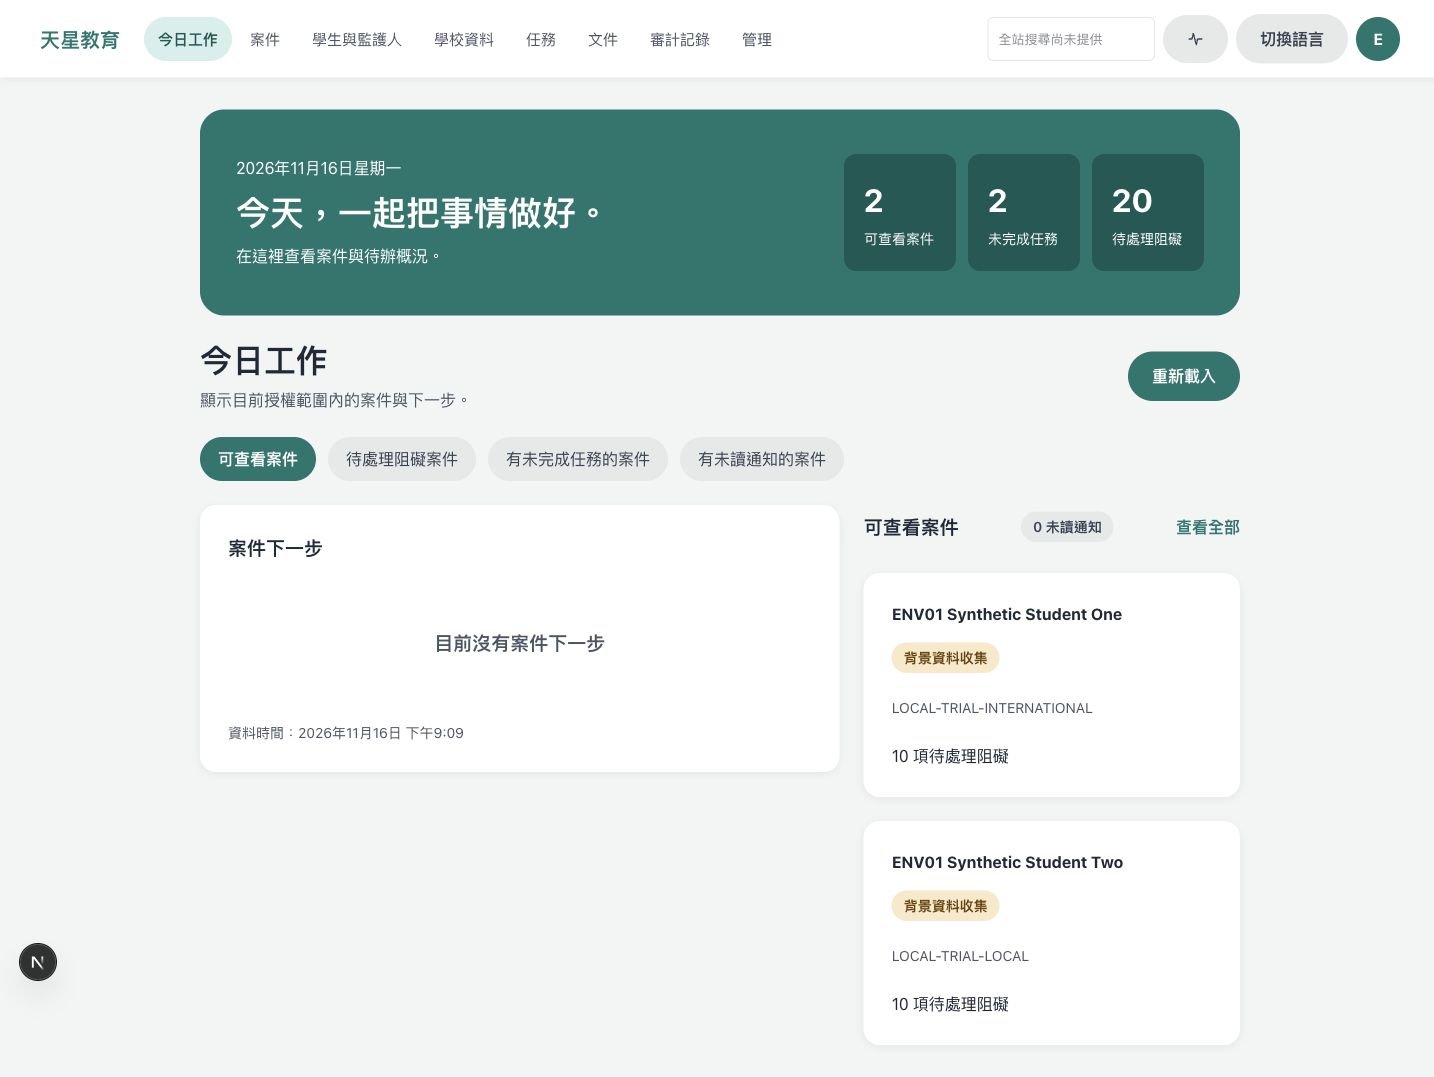 天星教育
今日工作
案件
學生與監護人
學校資料
任務
文件
審計記錄
管理
全站搜尋尚未提供
切換語言
E
2026年11月16日星期一
今天，一起把事情做好。
在這裡查看案件與待辦概況。
2
可查看案件
2
未完成任務
20
待處理阻礙
今日工作
顯示目前授權範圍內的案件與下一步。
重新載入
可查看案件
待處理阻礙案件
有未完成任務的案件
有未讀通知的案件
案件下一步
目前沒有案件下一步
資料時間：2026年11月16日 下午9:09
可查看案件
0 未讀通知
查看全部
ENV01 Synthetic Student One
背景資料收集
LOCAL-TRIAL-INTERNATIONAL
10 項待處理阻礙
ENV01 Synthetic Student Two
背景資料收集
LOCAL-TRIAL-LOCAL
10 項待處理阻礙
N